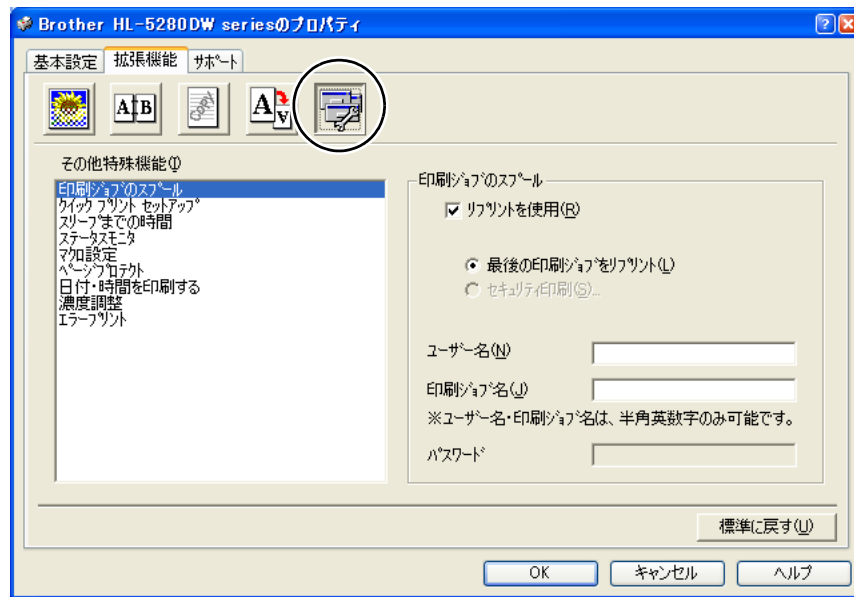 Brother HL-5280DW seriesのプロパティ
基本設定 拡張機能 サポート
A B
A A
その他特殊機能(I)
印刷ジョブのスプール
クイック プリント セットアップ
スリープまでの時間
ステータスモニタ
マクロ設定
ページプロテクト
日付・時間を印刷する
濃度調整
エラープリント
印刷ジョブのスプール
リプリントを使用(R)
最後の印刷ジョブをリプリント(L)
セキュリティ印刷(S)...
ユーザー名(N)
印刷ジョブ名(J)
※ユーザー名・印刷ジョブ名は、半角英数字のみ可能です。
パスワード
標準に戻す(U)
OK キャンセル ヘルプ